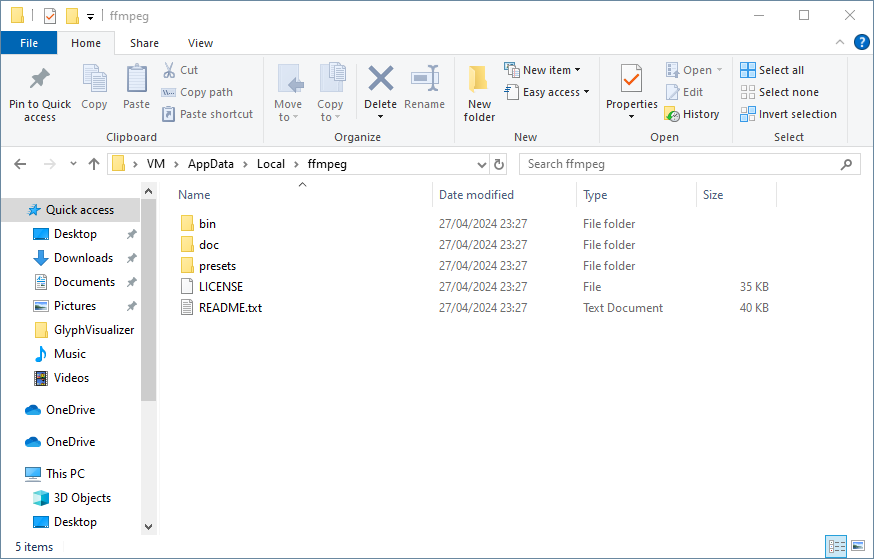 ffmpeg
File Home Share View
Pin to Quick access
Copy
Paste
Cut
Copy path
Paste shortcut
Clipboard
Move to
Copy to
Delete
Rename
Organize
New folder
New item
Easy access
New
Properties
Open
Edit
History
Open
Select all
Select none
Invert selection
Select
VM > AppData > Local > ffmpeg
Search ffmpeg
Name Date modified Type Size
Quick access
Desktop
Downloads
Documents
Pictures
GlyphVisualizer
Music
Videos
OneDrive
OneDrive
This PC
3D Objects
Desktop
bin 27/04/2024 23:27 File folder
doc 27/04/2024 23:27 File folder
presets 27/04/2024 23:27 File folder
LICENSE 27/04/2024 23:27 File 35 KB
README.txt 27/04/2024 23:27 Text Document 40 KB
5 items